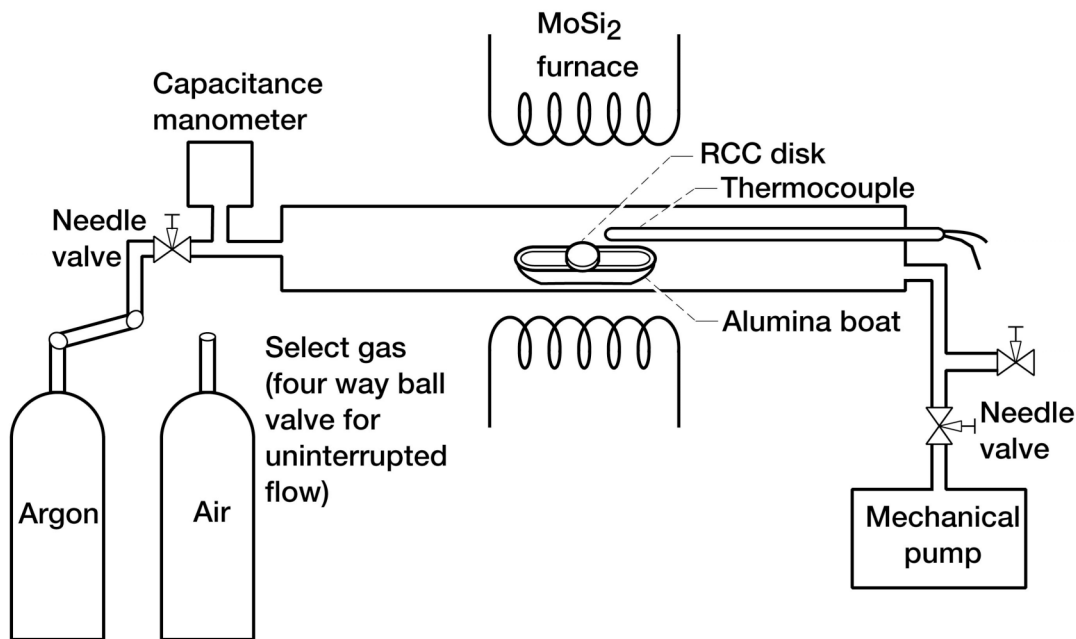 MoSi2
furnace
Capacitance
manometer
RCC disk
Thermocouple
Needle
valve
Alumina boat
Select gas
(four way ball
valve for
uninterrupted
flow)
Needle
valve
Argon
Air
Mechanical
pump